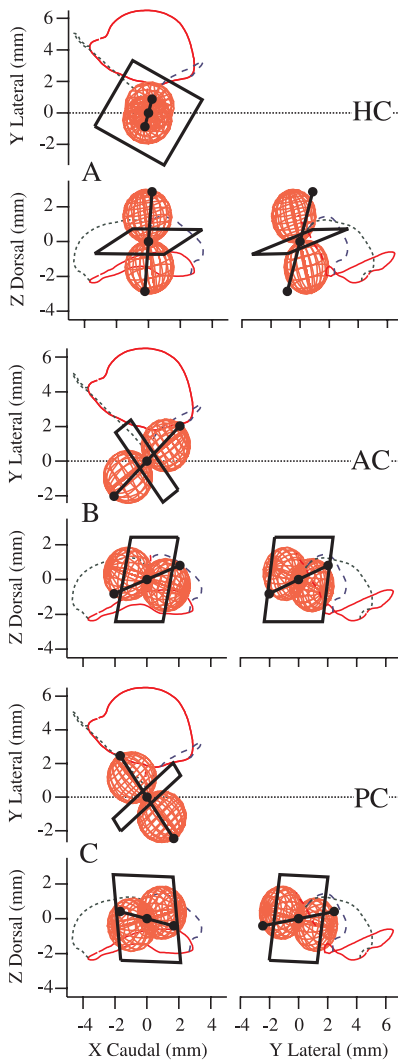 6
4
2
0
-2
Y Lateral (mm)
HC
A
2
0
-2
-4
Z Dorsal (mm)
6
4
2
0
-2
Y Lateral (mm)
AC
B
2
0
-2
-4
Z Dorsal (mm)
6
4
2
0
-2
Y Lateral (mm)
PC
C
2
0
-2
-4
Z Dorsal (mm)
-4 -2 0 2 4
-4 -2 0 2 4
X Caudal (mm)
Y Lateral (mm)